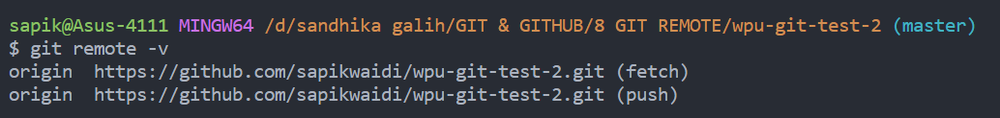 sapik@Asus-4111 MINGW64 /d/sandhika galih/GIT & GITHUB/8 GIT REMOTE/wpu-git-test-2 (master)
$ git remote -v
origin  https://github.com/sapikwaidi/wpu-git-test-2.git (fetch)
origin  https://github.com/sapikwaidi/wpu-git-test-2.git (push)